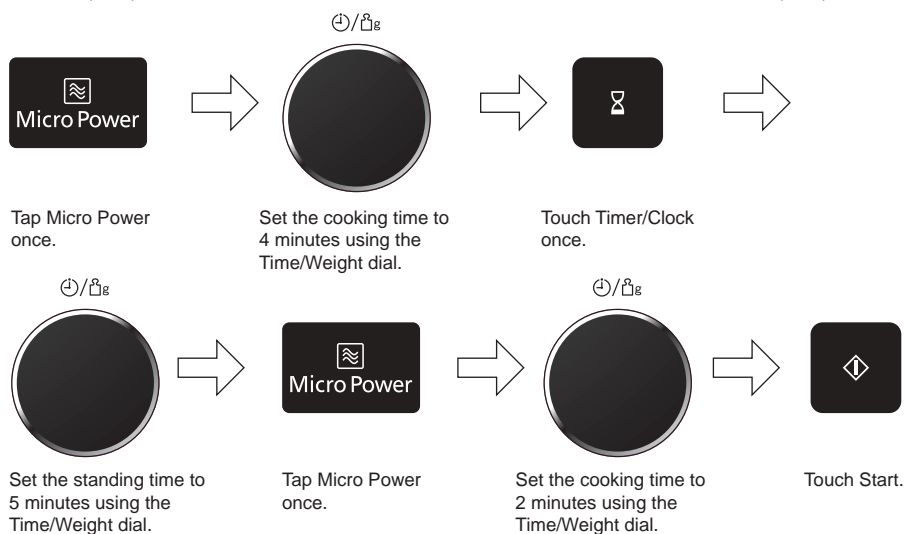 Micro Power
Tap Micro Power
once.
/ g
Set the cooking time to
4 minutes using the
Time/Weight dial.
Touch Timer/Clock
once.
/ g
Set the standing time to
5 minutes using the
Time/Weight dial.
Micro Power
Tap Micro Power
once.
/ g
Set the cooking time to
2 minutes using the
Time/Weight dial.
Touch Start.